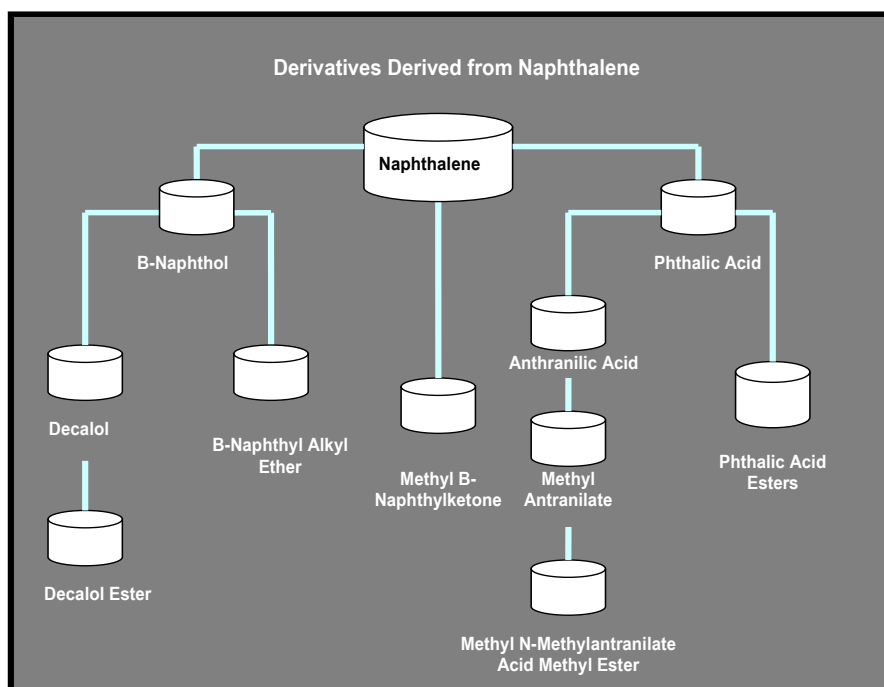 Derivatives Derived from Naphthalene
Naphthalene
B-Naphthol
Phthalic Acid
Anthranilic Acid
Decalol
B-Naphthyl Alkyl
Ether
Methyl B-
Naphthylketone
Methyl
Antranilate
Phthalic Acid
Esters
Decalol Ester
Methyl N-Methylantranilate
Acid Methyl Ester